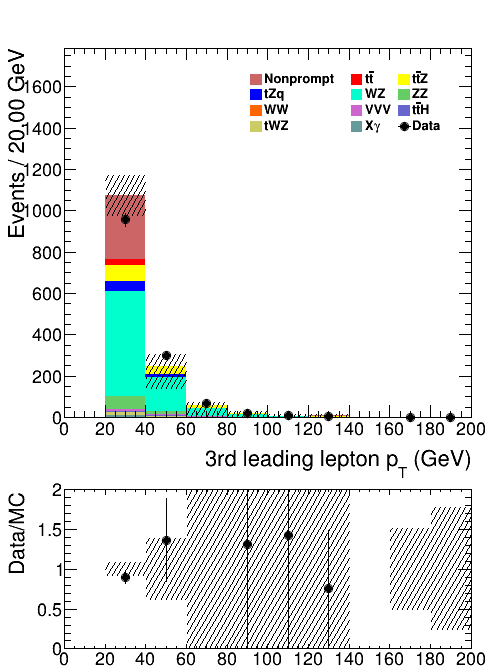 Events / 20.00 GeV
1600
1400
1200
1000
800
600
400
200
0
Nonprompt tt̄ tt̄Z
tZq WZ ZZ
WW VVV tt̄H
tWZ Xγ Data
0 20 40 60 80 100 120 140 160 180 200
3rd leading lepton p_T (GeV)
Data/MC
2
1.5
1
0.5
0
0 20 40 60 80 100 120 140 160 180 200